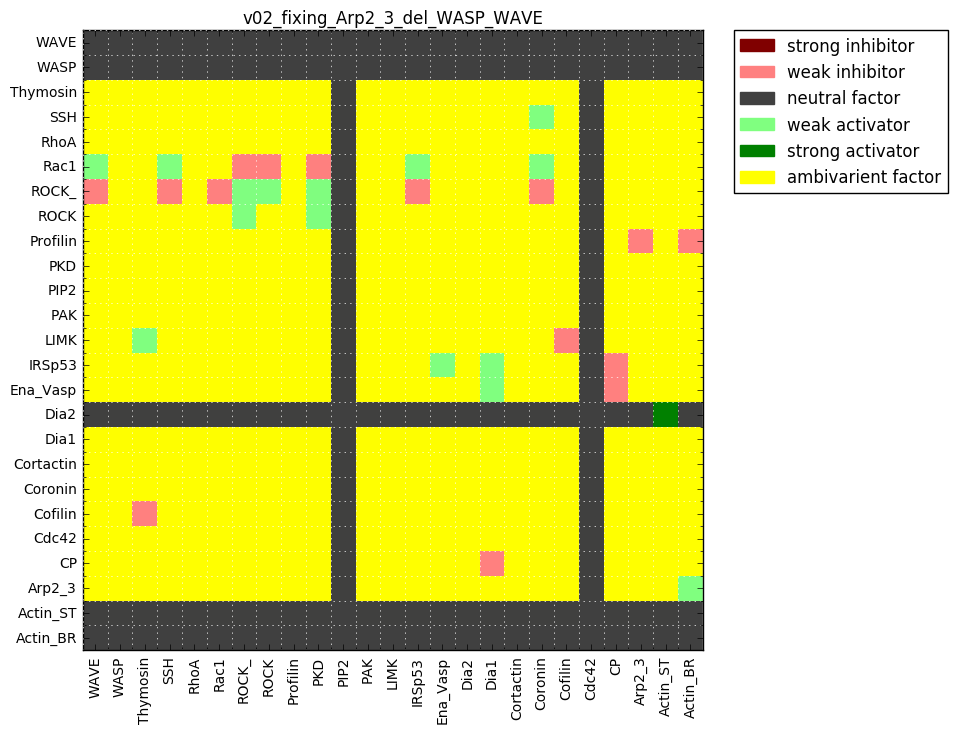 v02_fixing_Arp2_3_del_WASP_WAVE
WAVE
WASP
Thymosin
SSH
RhoA
Rac1
ROCK_
ROCK
Profilin
PKD
PIP2
PAK
LIMK
IRSp53
Ena_Vasp
Dia2
Dia1
Cortactin
Coronin
Cofilin
Cdc42
CP
Arp2_3
Actin_ST
Actin_BR
WAVE
WASP
Thymosin
SSH
RhoA
Rac1
ROCK_
ROCK
Profilin
PKD
PIP2
PAK
LIMK
IRSp53
Ena_Vasp
Dia2
Dia1
Cortactin
Coronin
Cofilin
Cdc42
CP
Arp2_3
Actin_ST
Actin_BR
strong inhibitor
weak inhibitor
neutral factor
weak activator
strong activator
ambivarient factor